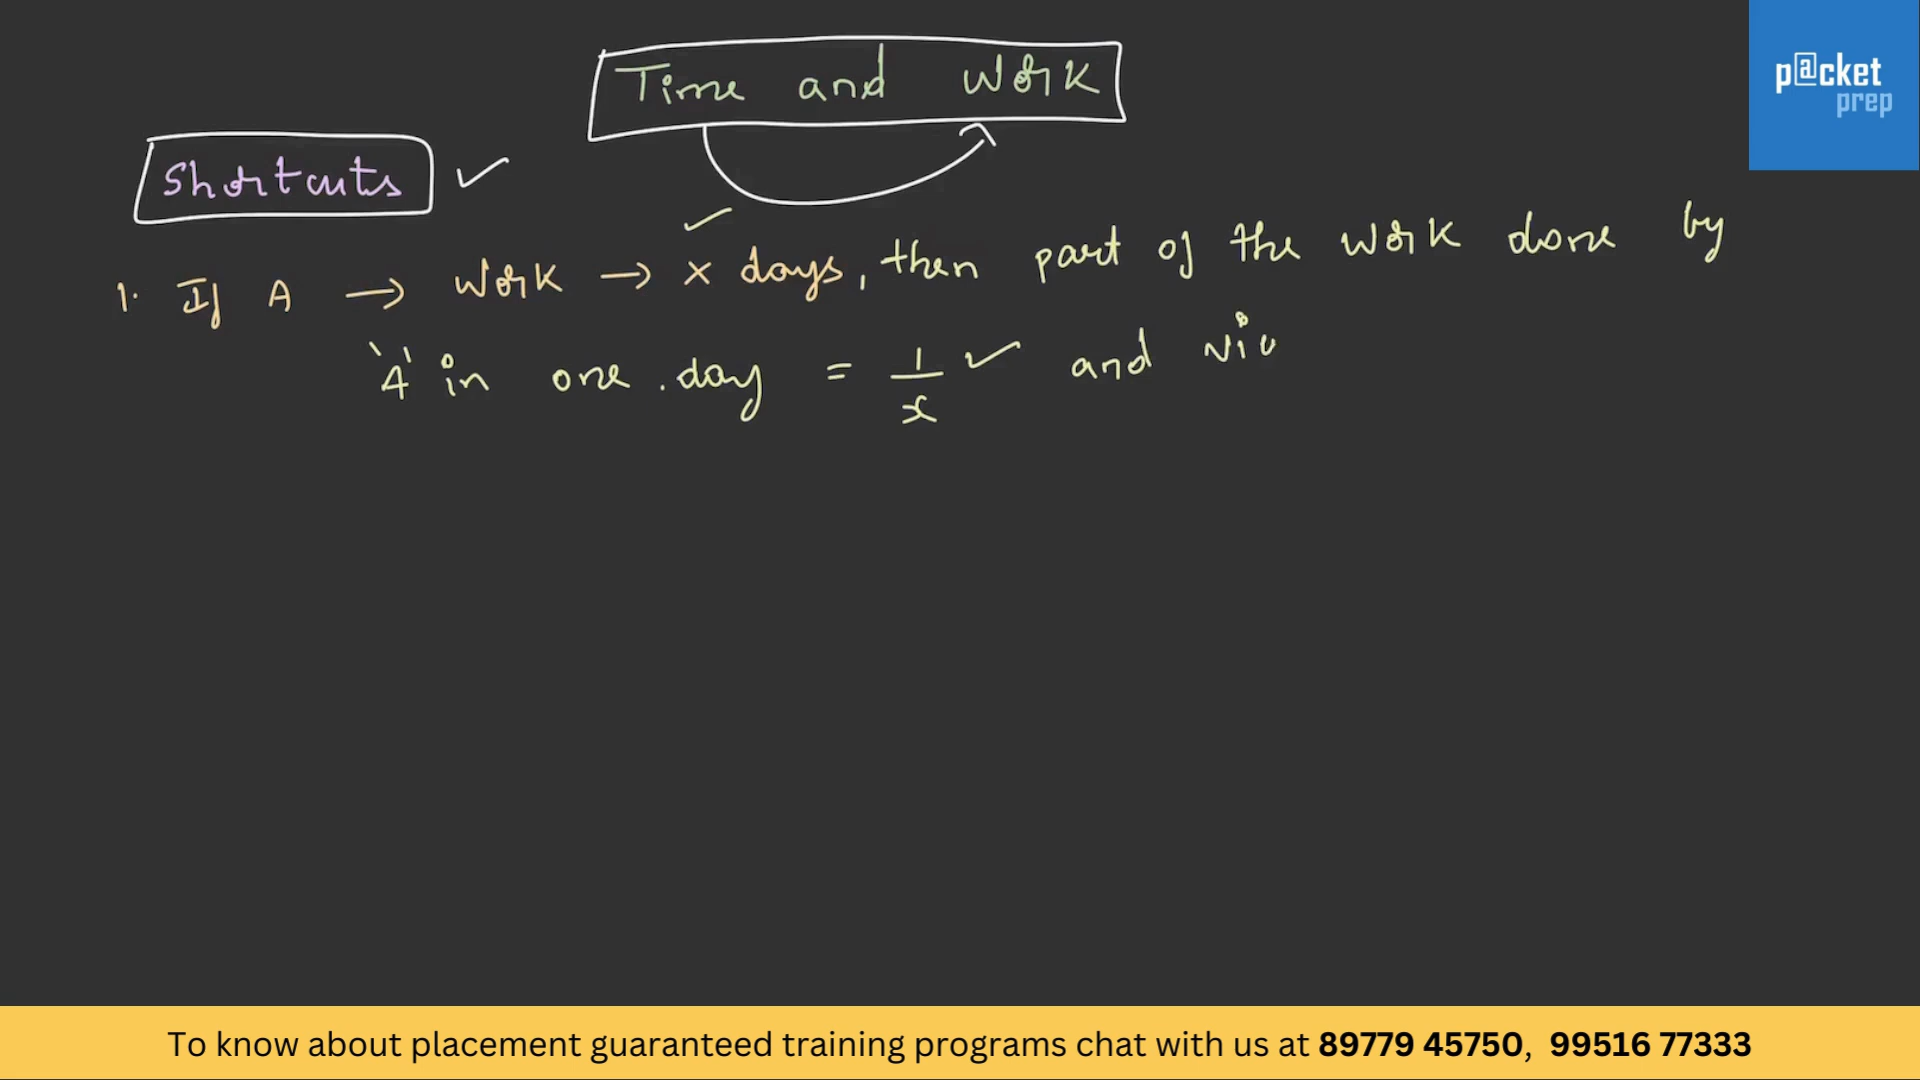 Time and Work
p@cket
prep
Shortcuts
1. If A → Work → x days, then part of the work done by
'A' in one day = 1/x and vic
To know about placement guaranteed training programs chat with us at 89779 45750, 99516 77333